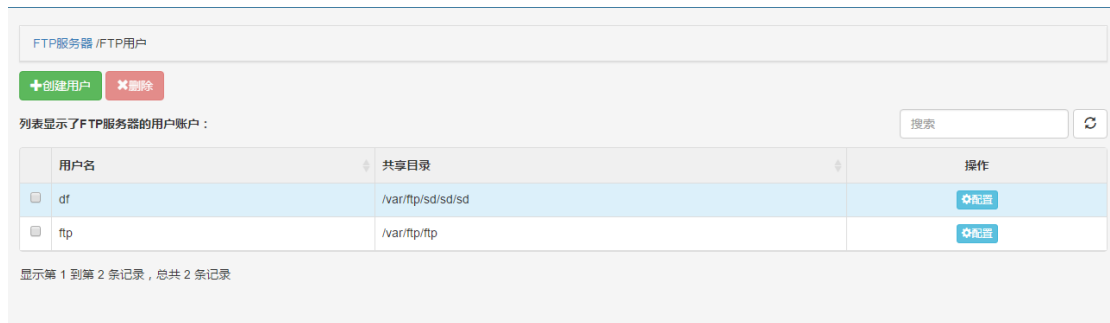 FTP服务器 /FTP用户
创建用户 删除
列表显示了FTP服务器的用户账户： 搜索
用户名 共享目录 操作
df /var/ftp/sd/sd/sd 配置
ftp /var/ftp/ftp 配置
显示第 1 到第 2 条记录，总共 2 条记录